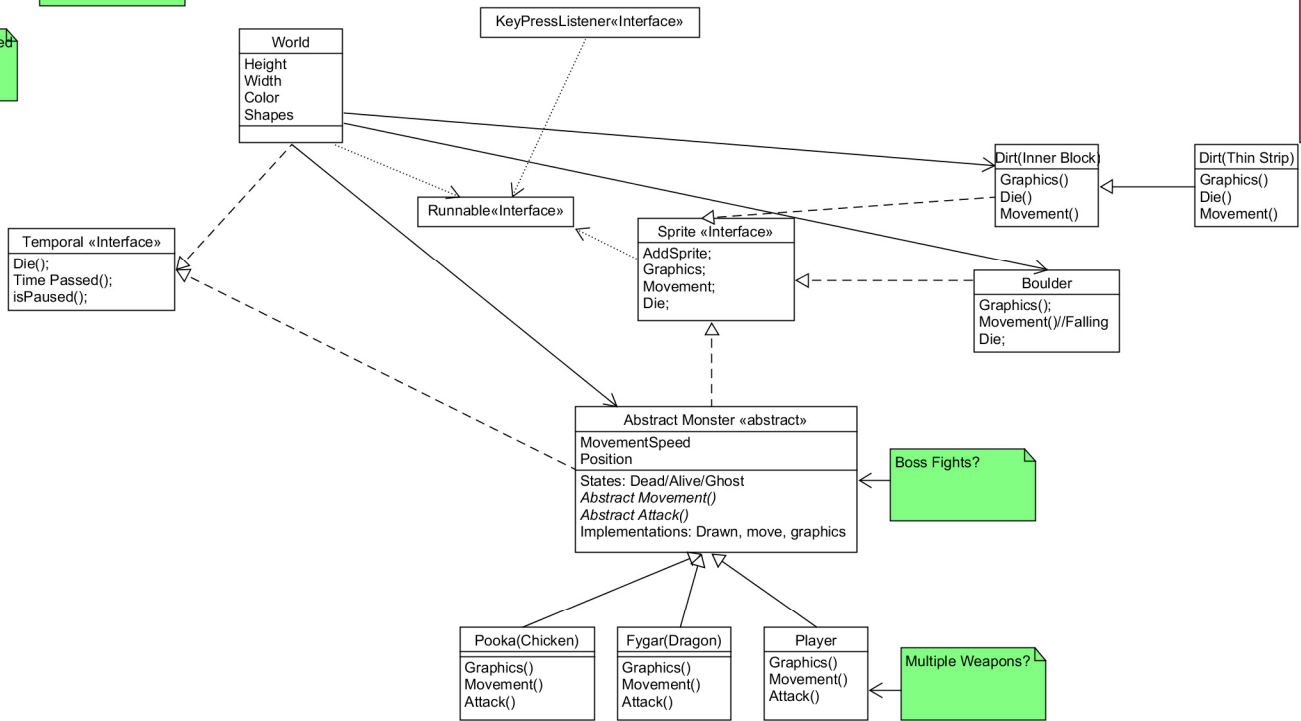 KeyPressListener«Interface»
ed
World
Height
Width
Color
Shapes
Dirt(Inner Block)
Graphics()
Die()
Movement()
Dirt(Thin Strip)
Graphics()
Die()
Movement()
Runnable«Interface»
Temporal «Interface»
Die();
Time Passed();
isPaused();
Sprite «Interface»
AddSprite;
Graphics;
Movement;
Die;
Boulder
Graphics();
Movement()//Falling
Die;
Abstract Monster «abstract»
MovementSpeed
Position
States: Dead/Alive/Ghost
Abstract Movement()
Abstract Attack()
Implementations: Drawn, move, graphics
Boss Fights?
Pooka(Chicken)
Graphics()
Movement()
Attack()
Fygar(Dragon)
Graphics()
Movement()
Attack()
Player
Graphics()
Movement()
Attack()
Multiple Weapons?